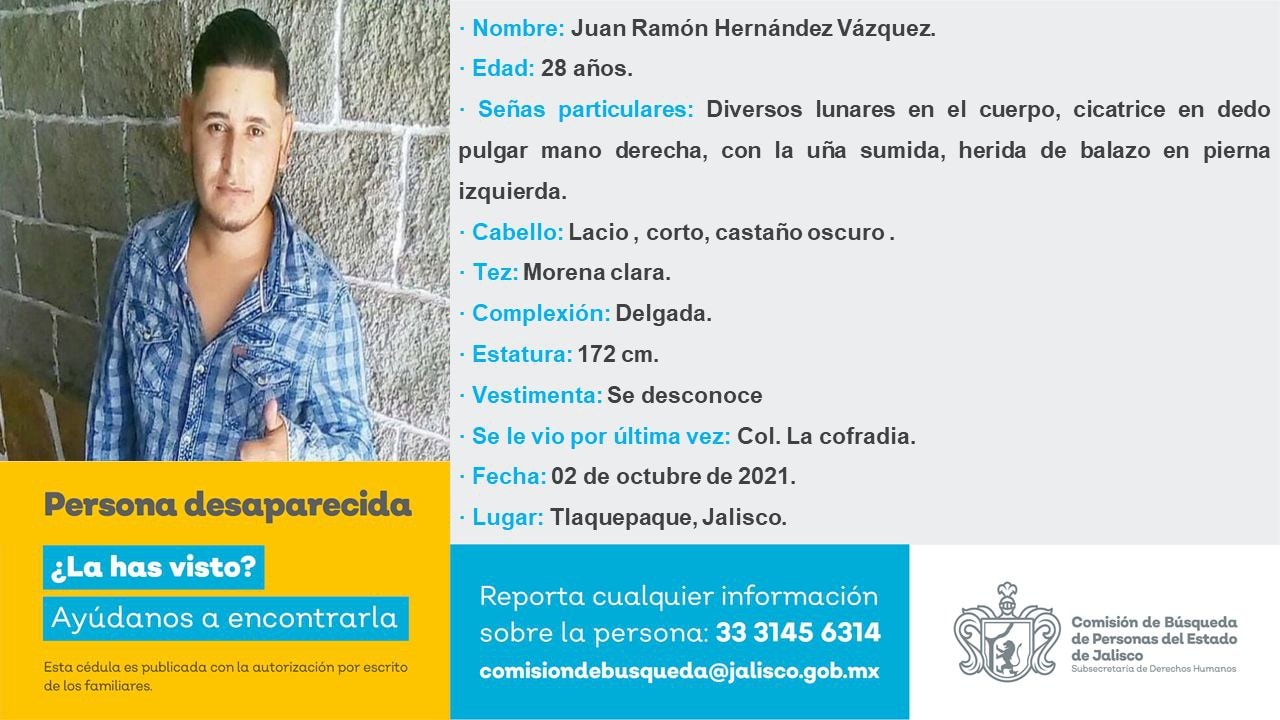 · Nombre: Juan Ramón Hernández Vázquez.
· Edad: 28 años.
· Señas particulares: Diversos lunares en el cuerpo, cicatrice en dedo
pulgar mano derecha, con la uña sumida, herida de balazo en pierna
izquierda.
· Cabello: Lacio , corto, castaño oscuro .
· Tez: Morena clara.
· Complexión: Delgada.
· Estatura: 172 cm.
· Vestimenta: Se desconoce
· Se le vio por última vez: Col. La cofradia.
· Fecha: 02 de octubre de 2021.
· Lugar: Tlaquepaque, Jalisco.
Persona desaparecida
¿La has visto?
Ayúdanos a encontrarla
Esta cédula es publicada con la autorización por escrito
de los familiares.
Reporta cualquier información
sobre la persona: 33 3145 6314
comisiondebusqueda@jalisco.gob.mx
Comisión de Búsqueda
de Personas del Estado
de Jalisco
Subsecretaría de Derechos Humanos